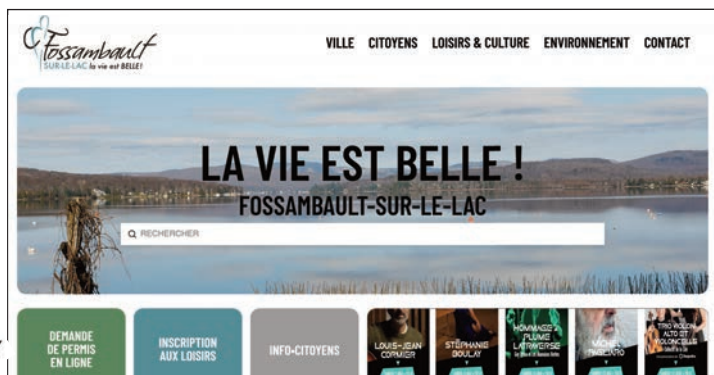 Fossambault
SUR-LE-LAC la vie est BELLE!
VILLE CITOYENS LOISIRS & CULTURE ENVIRONNEMENT CONTACT
LA VIE EST BELLE !
FOSSAMBAULT-SUR-LE-LAC
RECHERCHER
DEMANDE
DE PERMIS
EN LIGNE
INSCRIPTION
AUX LOISIRS
INFO-CITOYENS
LOUIS-JEAN
CORMIER
STÉPHANIE
BOULAY
HOMMAGE À
PLUME
LATRAVERSE
MICHEL
PAGLIARO
TRIO VIOLON
ALTO ET
VIOLONCELLE